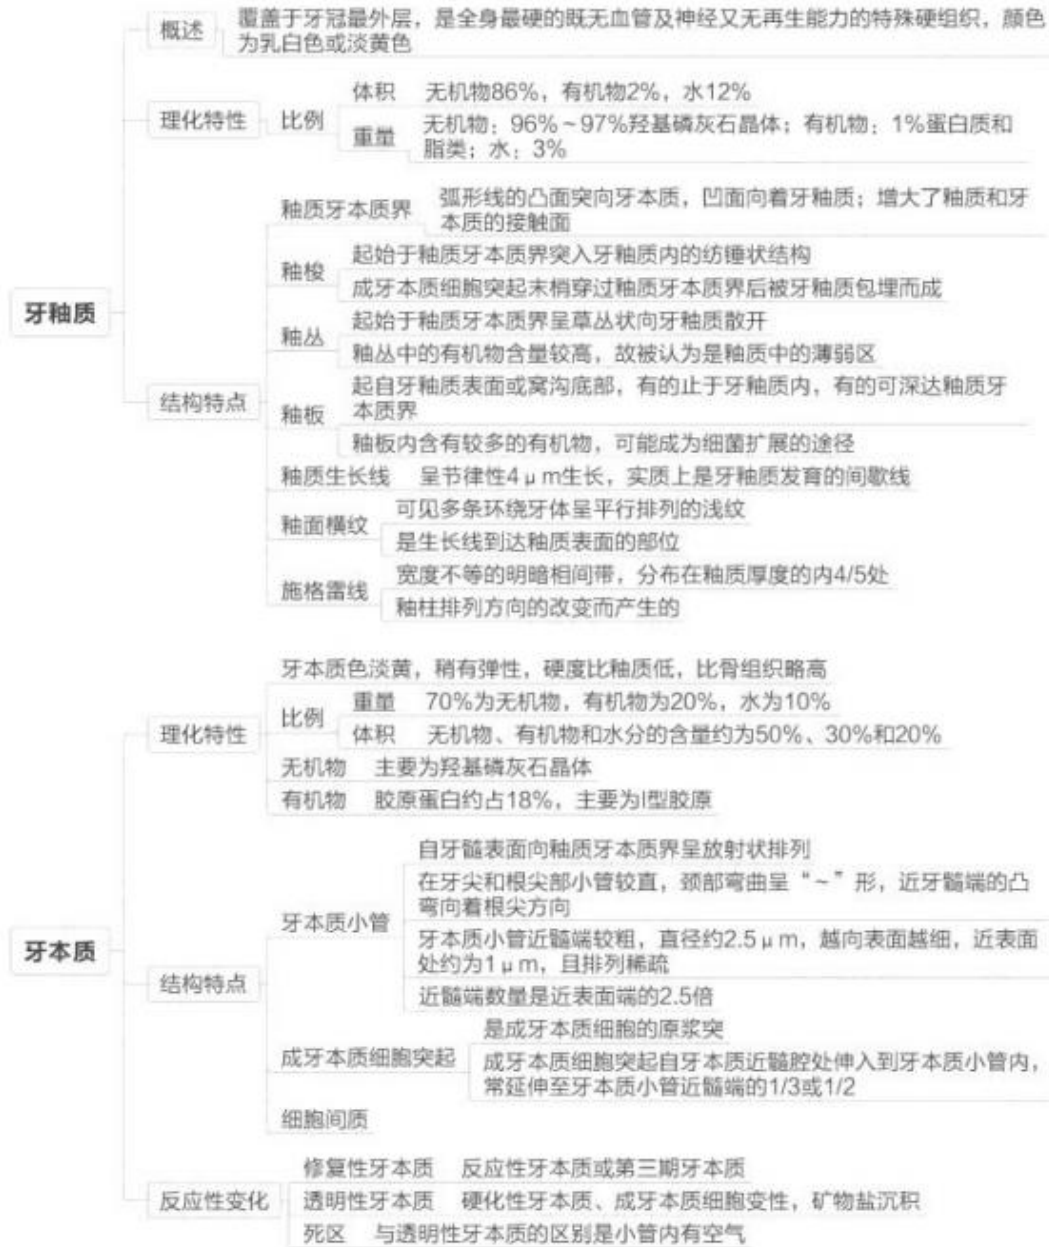 牙釉质
概述
覆盖于牙冠最外层，是全身最硬的既无血管及神经又无再生能力的特殊硬组织，颜色
为乳白色或淡黄色
理化特性
比例
体积
无机物86%，有机物2%，水12%
重量
无机物：96%～97%羟基磷灰石晶体；有机物：1%蛋白质和
脂类；水：3%
结构特点
釉质牙本质界
弧形线的凸面突向牙本质，凹面向着牙釉质；增大了釉质和牙
本质的接触面
釉梭
起始于釉质牙本质界突入牙釉质内的纺锤状结构
成牙本质细胞突起末梢穿过釉质牙本质界后被牙釉质包埋而成
釉丛
起始于釉质牙本质界呈草丛状向牙釉质散开
釉丛中的有机物含量较高，故被认为是釉质中的薄弱区
釉板
起自牙釉质表面或窝沟底部，有的止于牙釉质内，有的可深达釉质牙
本质界
釉板内含有较多的有机物，可能成为细菌扩展的途径
釉质生长线
呈节律性4μm生长，实质上是牙釉质发育的间歇线
釉面横纹
可见多条环绕牙体呈平行排列的浅纹
是生长线到达釉质表面的部位
施格雷线
宽度不等的明暗相间带，分布在釉质厚度的内4/5处
釉柱排列方向的改变而产生的
牙本质
理化特性
牙本质色淡黄，稍有弹性，硬度比釉质低，比骨组织略高
比例
重量
70%为无机物，有机物为20%，水为10%
体积
无机物、有机物和水分的含量约为50%、30%和20%
无机物
主要为羟基磷灰石晶体
有机物
胶原蛋白约占18%，主要为I型胶原
结构特点
牙本质小管
自牙髓表面向釉质牙本质界呈放射状排列
在牙尖和根尖部小管较直，颈部弯曲呈“～”形，近牙髓端的凸
弯向着根尖方向
牙本质小管近髓端较粗，直径约2.5μm，越向表面越细，近表面
处约为1μm，且排列稀疏
近髓端数量是近表面端的2.5倍
成牙本质细胞突起
是成牙本质细胞的原浆突
成牙本质细胞突起自牙本质近髓腔处伸入到牙本质小管内，
常延伸至牙本质小管近髓端的1/3或1/2
细胞间质
反应性变化
修复性牙本质
反应性牙本质或第三期牙本质
透明性牙本质
硬化性牙本质、成牙本质细胞变性，矿物盐沉积
死区
与透明性牙本质的区别是小管内有空气